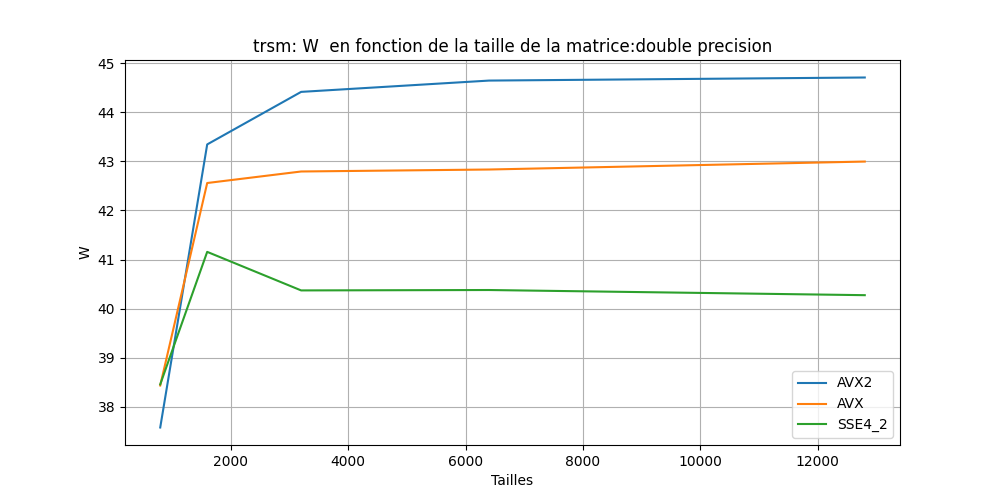 trsm: W  en fonction de la taille de la matrice:double precision
45
44
43
42
41
40
39
38
W
2000
4000
6000
8000
10000
12000
Tailles
AVX2
AVX
SSE4_2